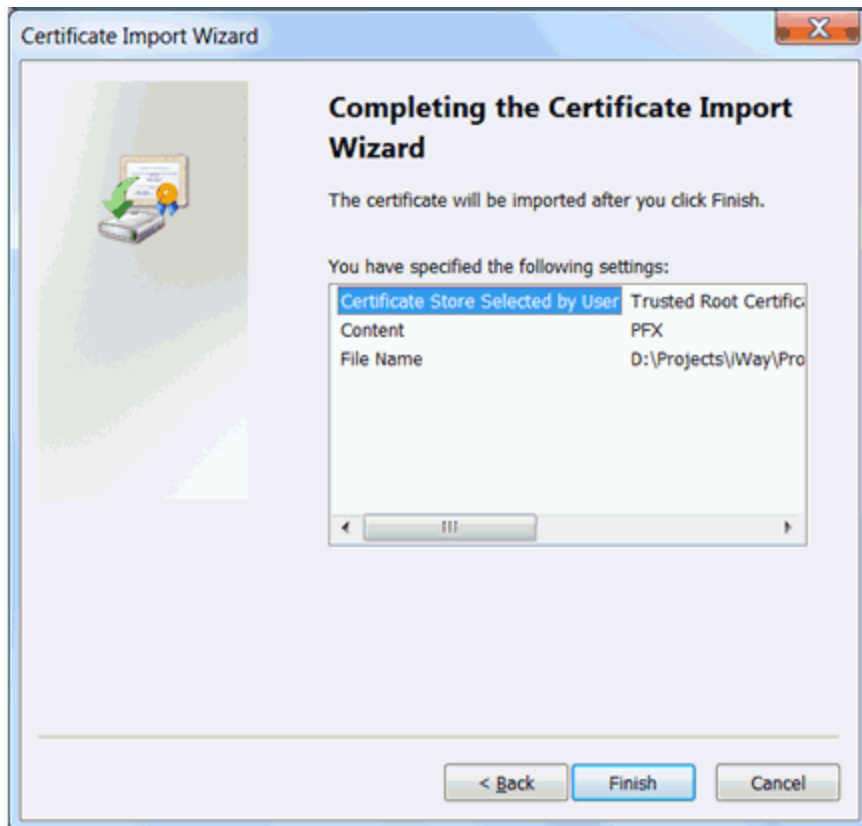 Certificate Import Wizard
Completing the Certificate Import
Wizard
The certificate will be imported after you click Finish.
You have specified the following settings:
Certificate Store Selected by User Trusted Root Certific
Content PFX
File Name D:\Projects\iWay\Pro
< Back Finish Cancel